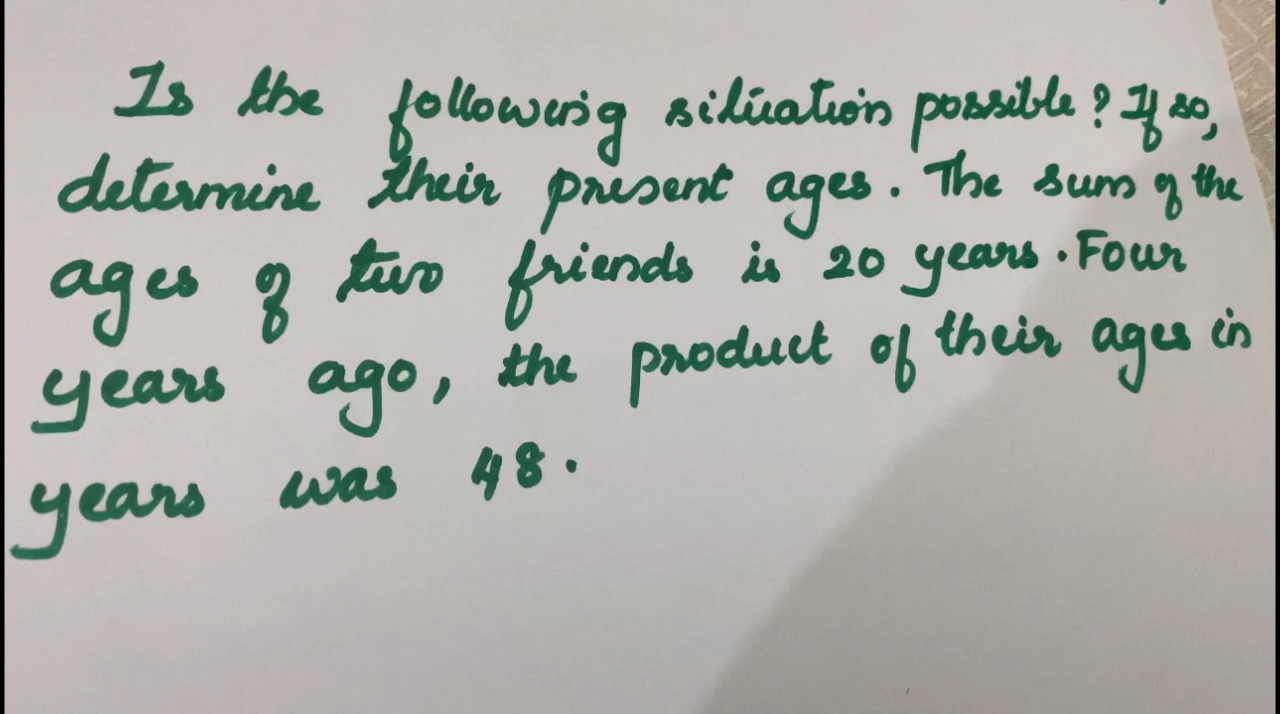 Is the following situation possible? If so,
determine their present ages. The sum of the
ages of two friends is 20 years. Four
years ago, the product of their ages in
years was 48.